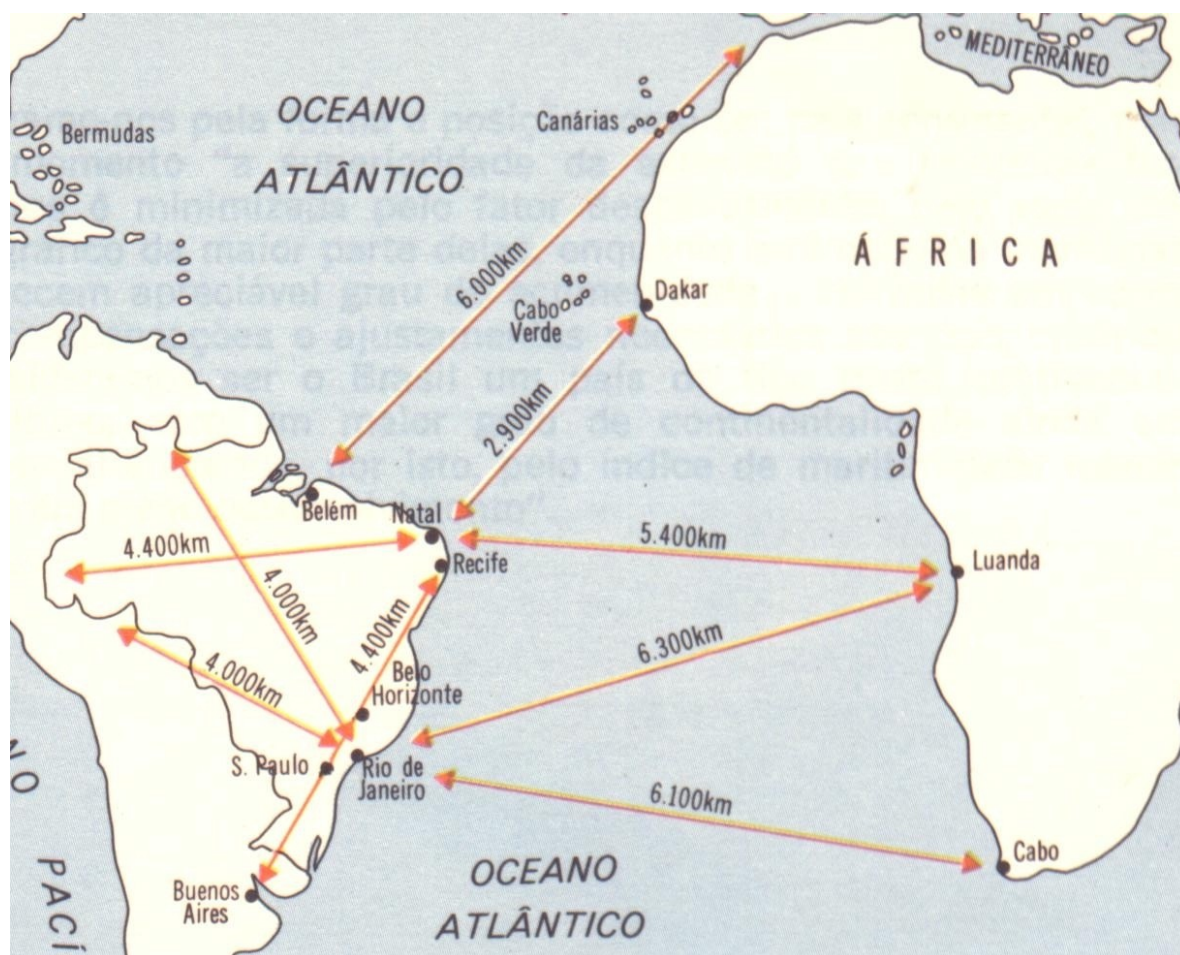 MEDITERRÂNEO
OCEANO
ATLÂNTICO
Bermudas
Canárias
ÁFRICA
6.000km
Dakar
Cabo
Verde
2.900km
Belém
Natal
Recife
4.400km
5.400km
Luanda
4.000km
4.400km
6.300km
4.000km
Belo
Horizonte
S. Paulo
Rio de
Janeiro
6.100km
Cabo
Buenos
Aires
OCEANO
ATLÂNTICO
NO
PACÍ